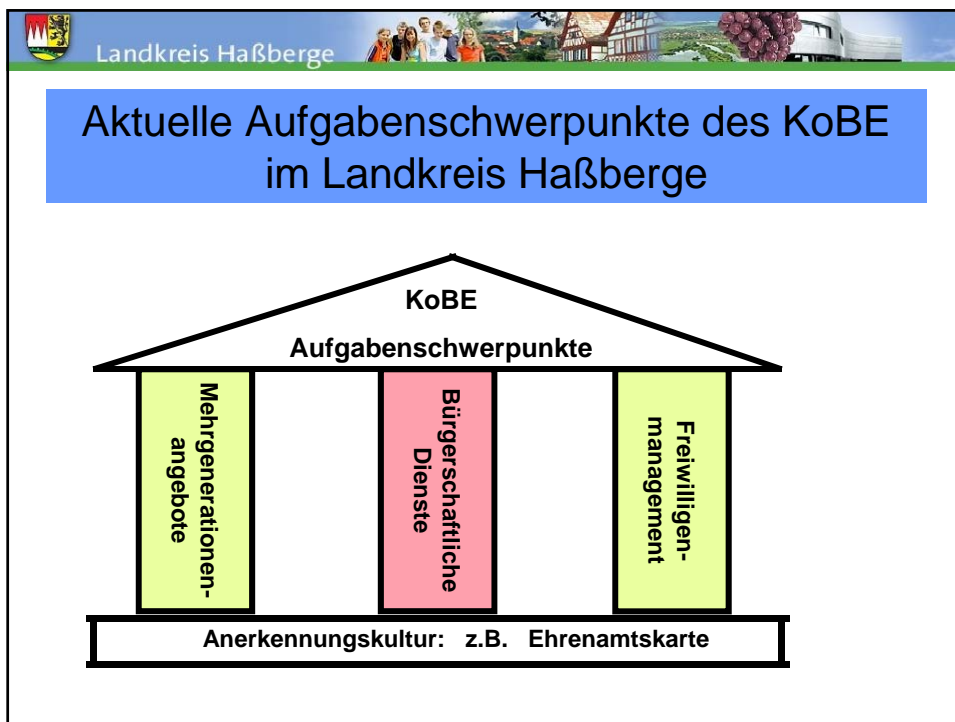 Landkreis Haßberge
Aktuelle Aufgabenschwerpunkte des KoBE
im Landkreis Haßberge
KoBE
Aufgabenschwerpunkte
Mehrgenerationen-
angebote
Bürgerschaftliche
Dienste
Freiwilligen-
management
Anerkennungskultur: z.B. Ehrenamtskarte